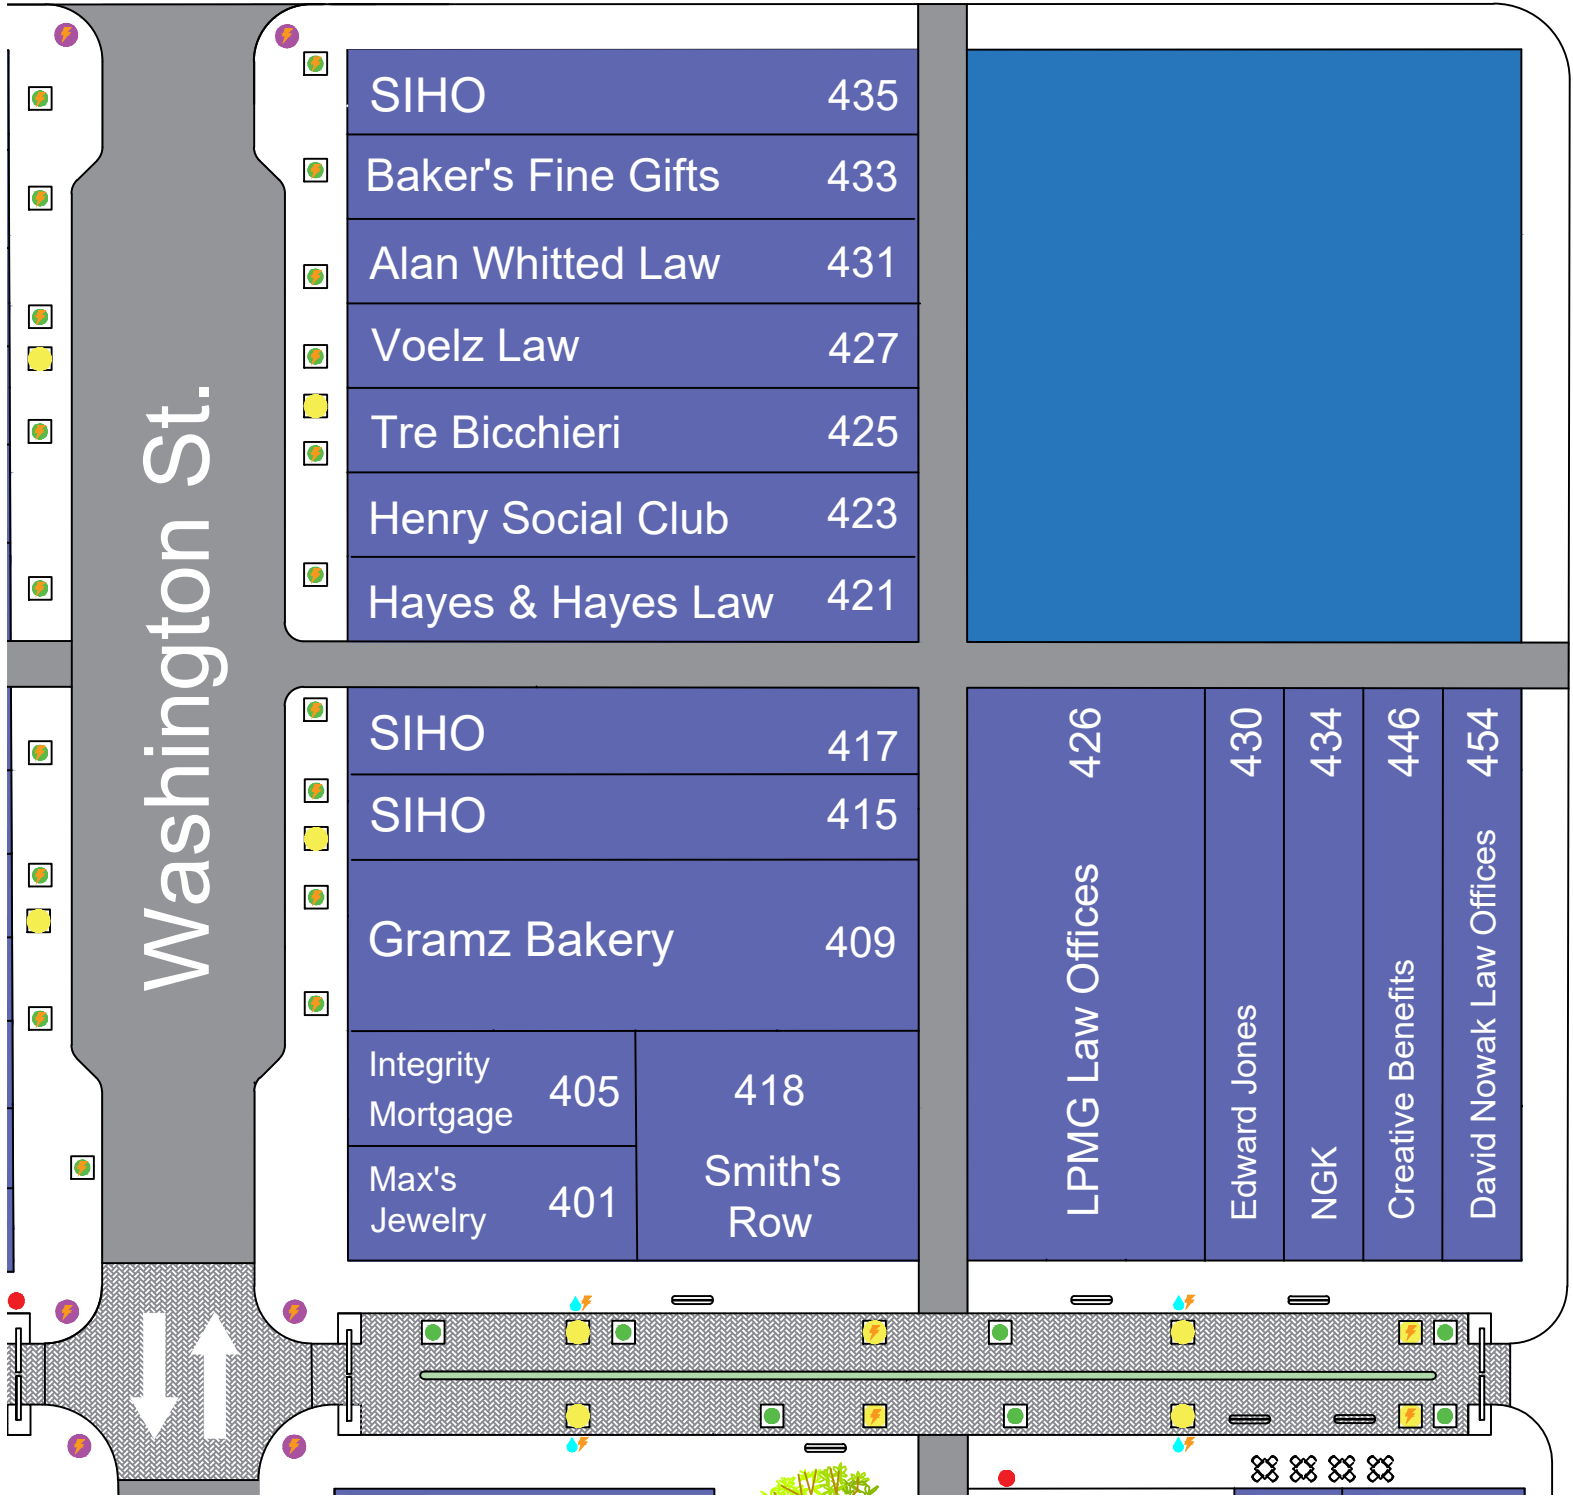 Washington St.
SIHO 435
Baker's Fine Gifts 433
Alan Whitted Law 431
Voelz Law 427
Tre Bicchieri 425
Henry Social Club 423
Hayes & Hayes Law 421
SIHO 417
SIHO 415
Gramz Bakery 409
Integrity
Mortgage 405
Max's
Jewelry 401
418
Smith's
Row
LPMG Law Offices 426
Edward Jones 430
NGK 434
Creative Benefits 446
David Nowak Law Offices 454